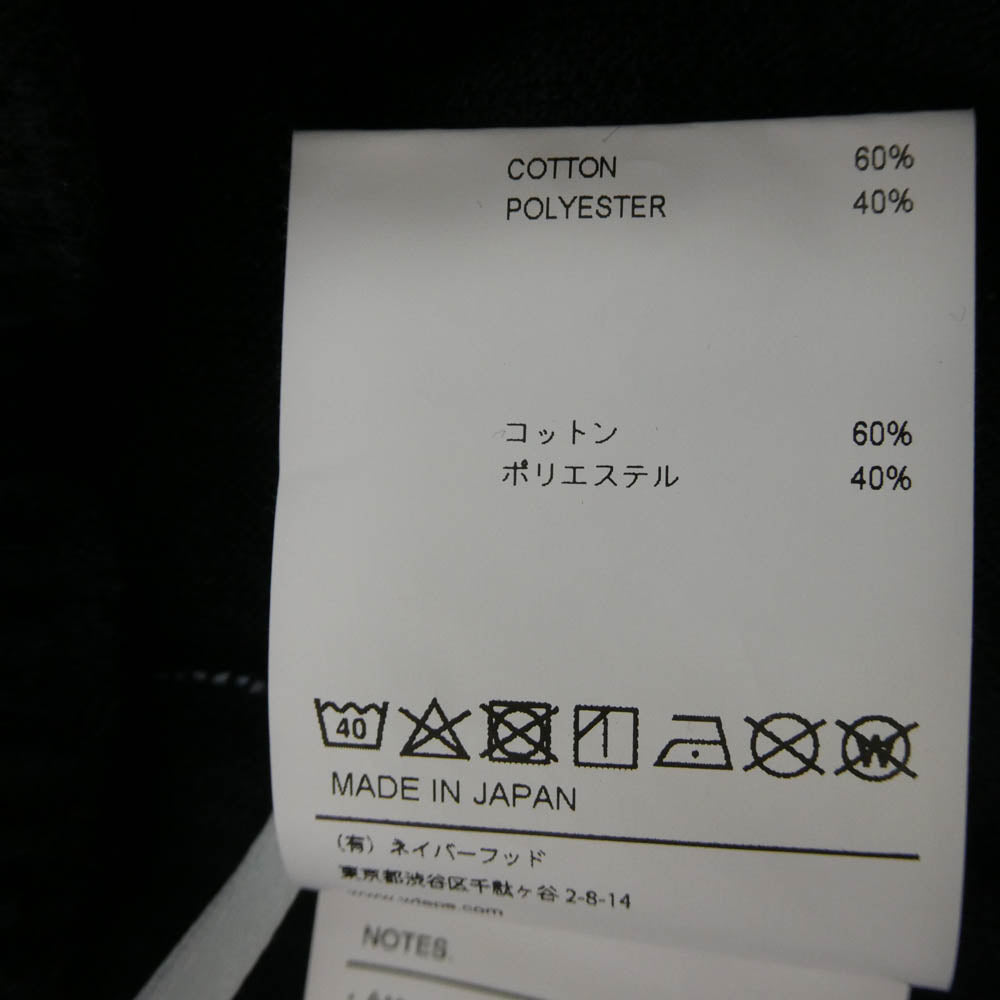 COTTON 60%
POLYESTER 40%
コットン 60%
ポリエステル 40%
40
W
MADE IN JAPAN
(有) ネイバーフッド
東京都渋谷区千駄ヶ谷 2-8-14
NOTES